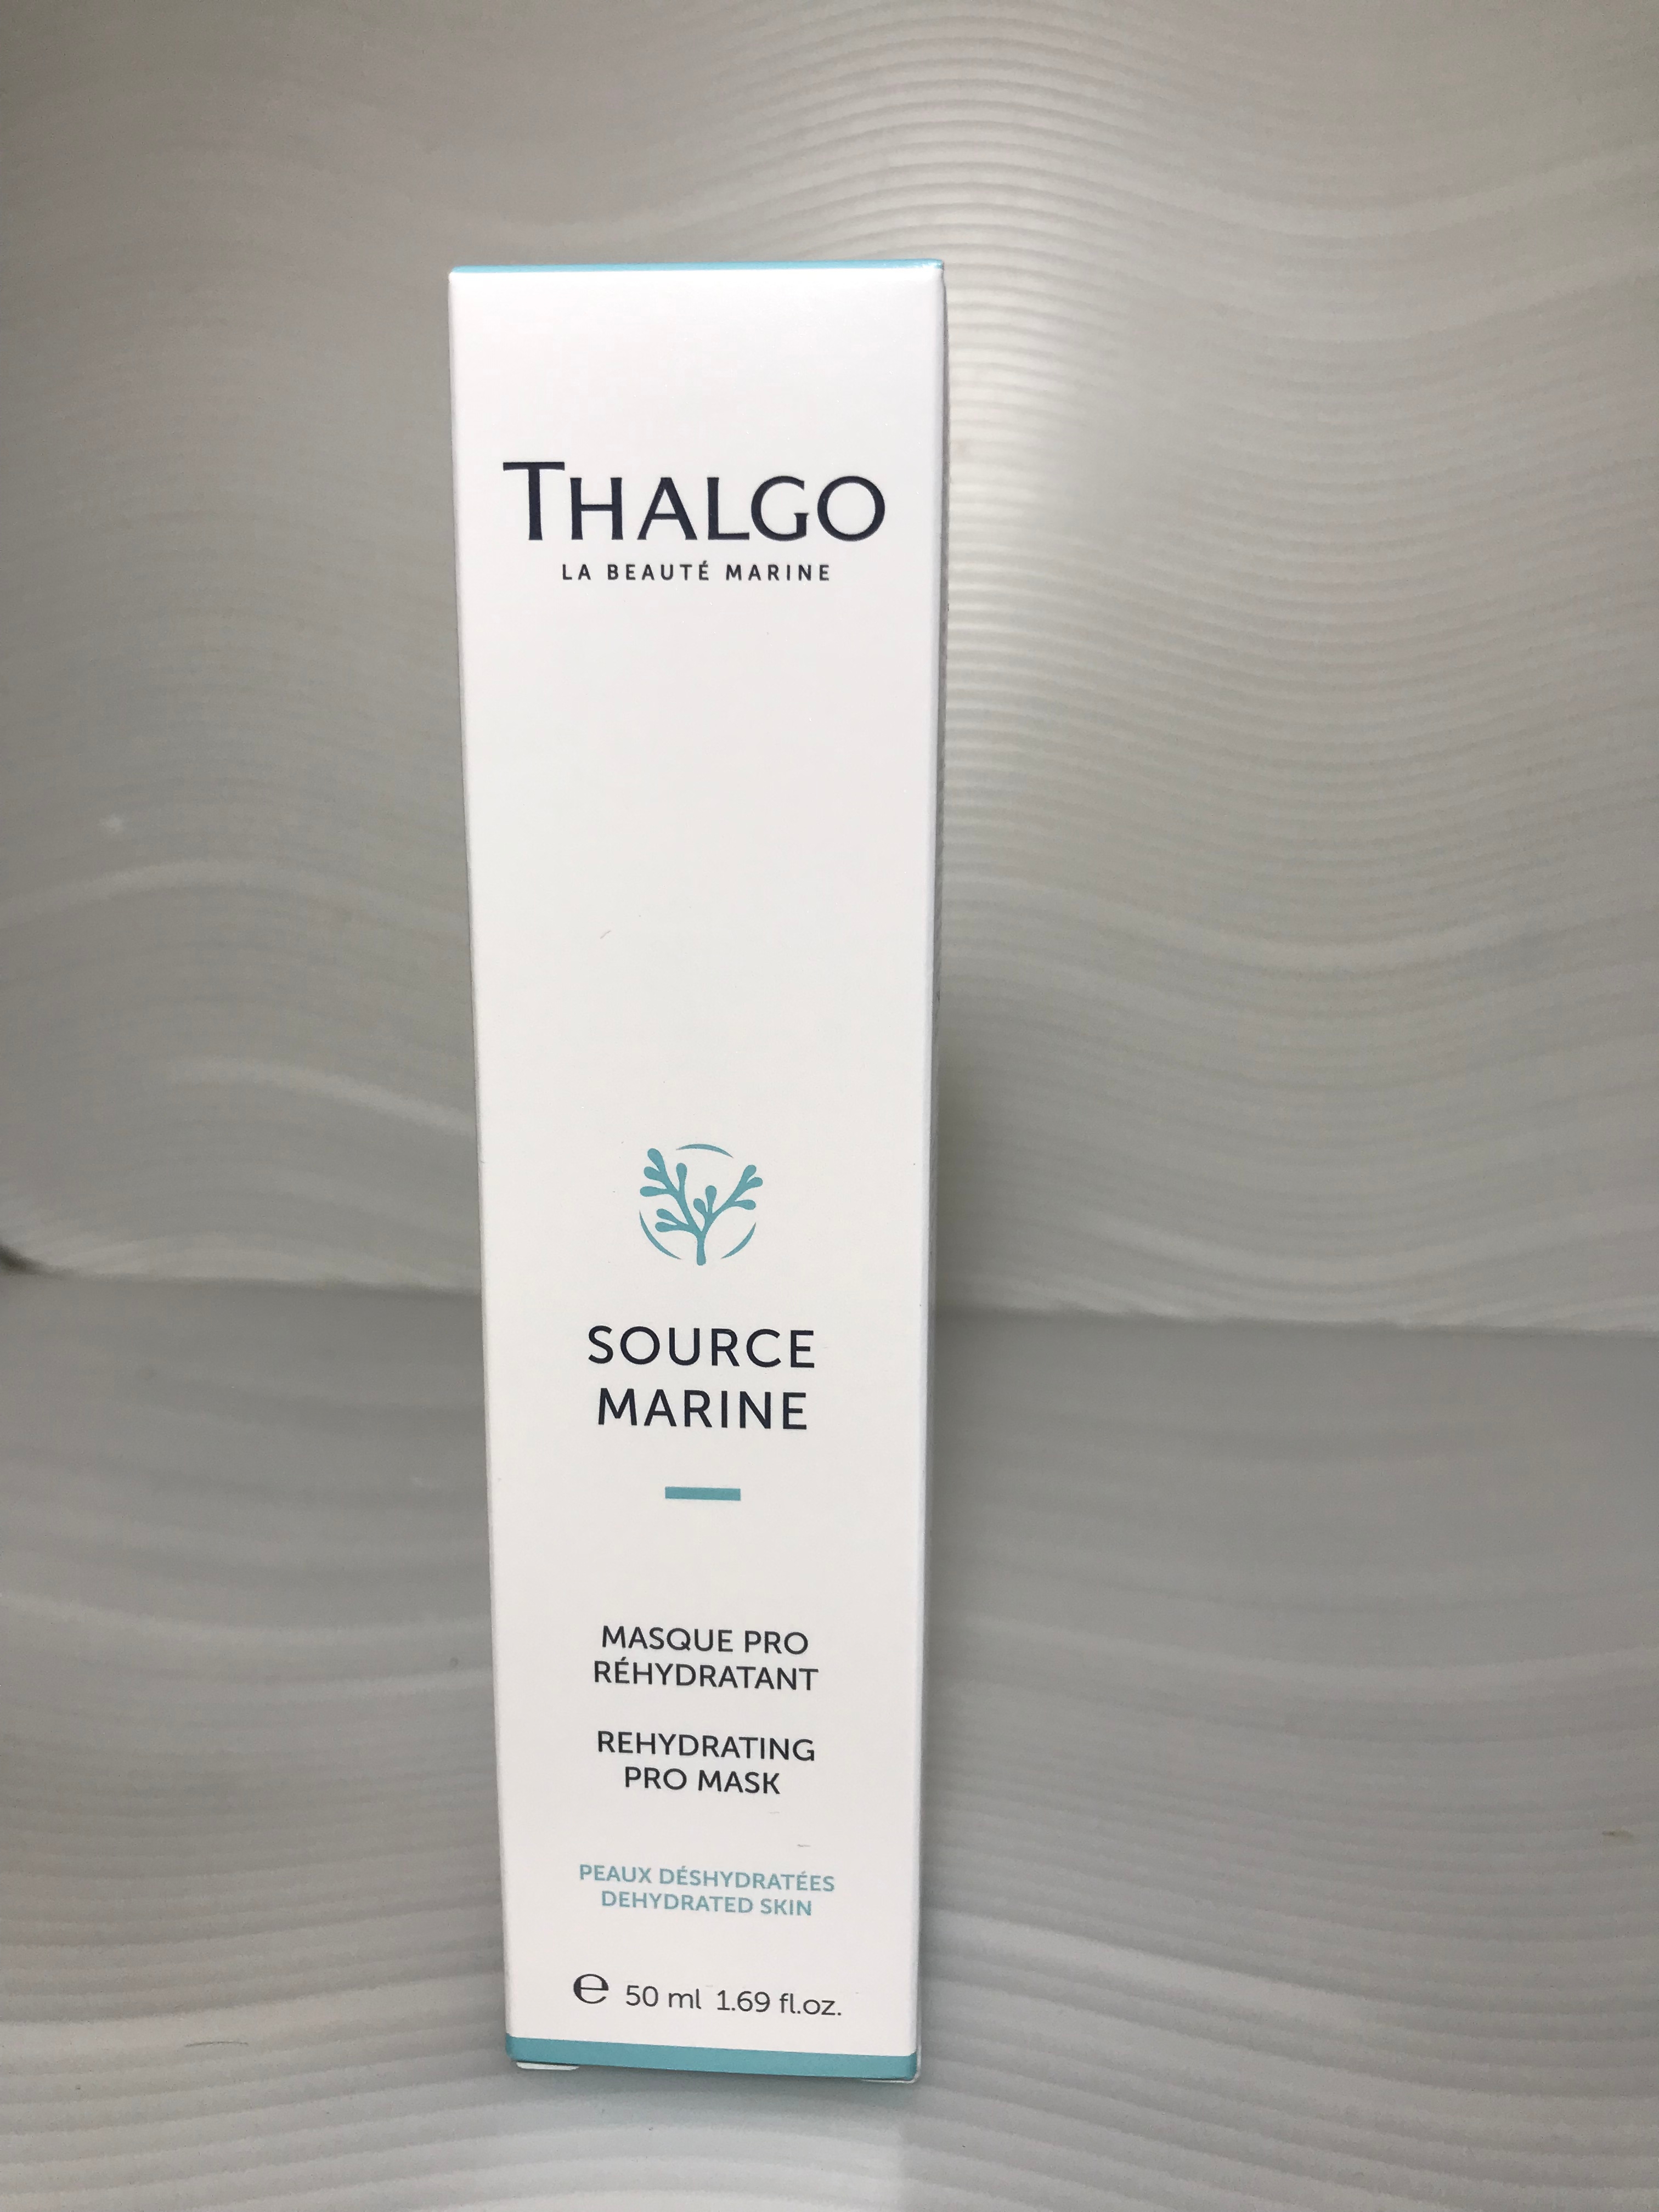 THALGO
LA BEAUTÉ MARINE
SOURCE
MARINE
MASQUE PRO
RÉHYDRATANT
REHYDRATING
PRO MASK
PEAUX DÉSHYDRATÉES
DEHYDRATED SKIN
℮ 50 ml 1.69 fl.oz.